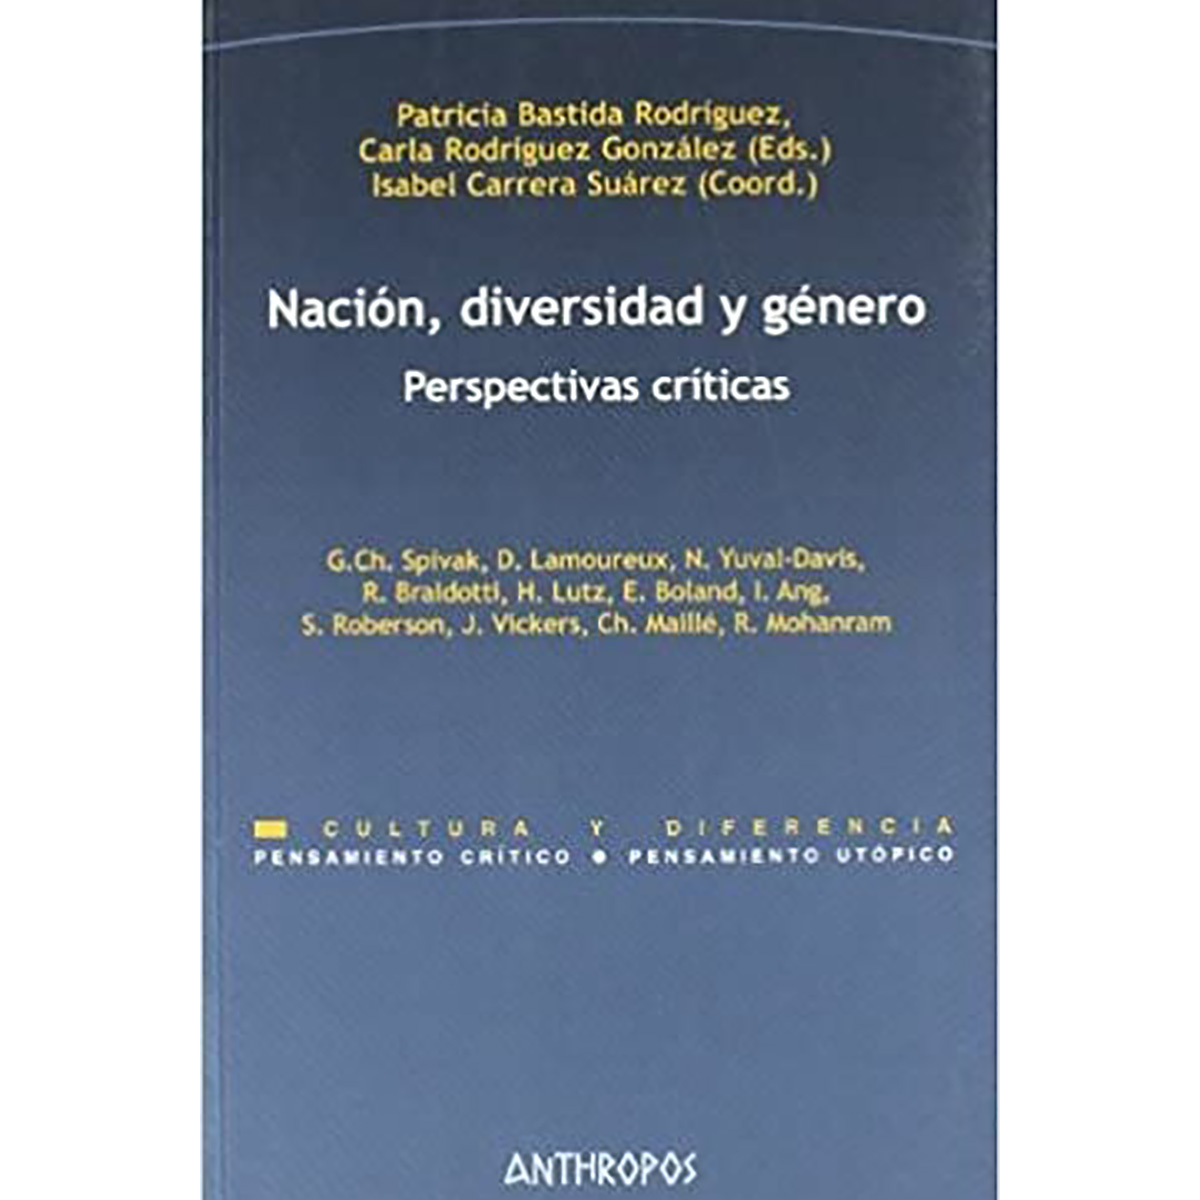 Patricia Bastida Rodríguez,
Carla Rodríguez González (Eds.)
Isabel Carrera Suárez (Coord.)
Nación, diversidad y género
Perspectivas críticas
G.Ch. Spivak, D. Lamoureux, N. Yuval-Davis,
R. Braidotti, H. Lutz, E. Boland, I. Ang,
S. Roberson, J. Vickers, Ch. Maillé, R. Mohanram
CULTURA Y DIFERENCIA
PENSAMIENTO CRÍTICO ● PENSAMIENTO UTÓPICO
ANTHROPOS